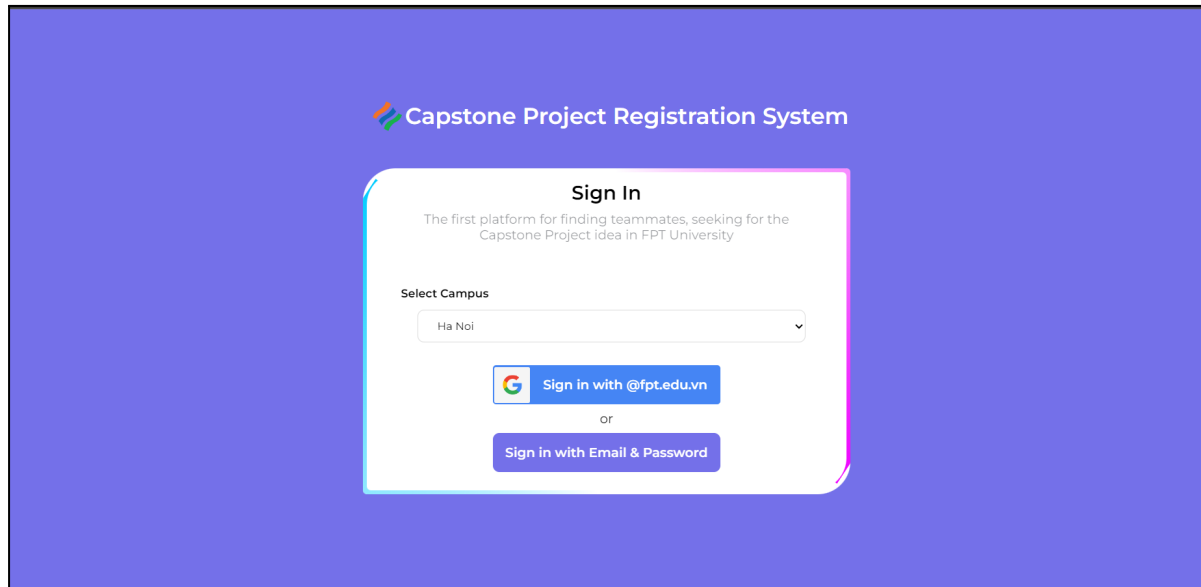 Capstone Project Registration System
Sign In
The first platform for finding teammates, seeking for the
Capstone Project idea in FPT University
Select Campus
Ha Noi
Sign in with @fpt.edu.vn
or
Sign in with Email & Password